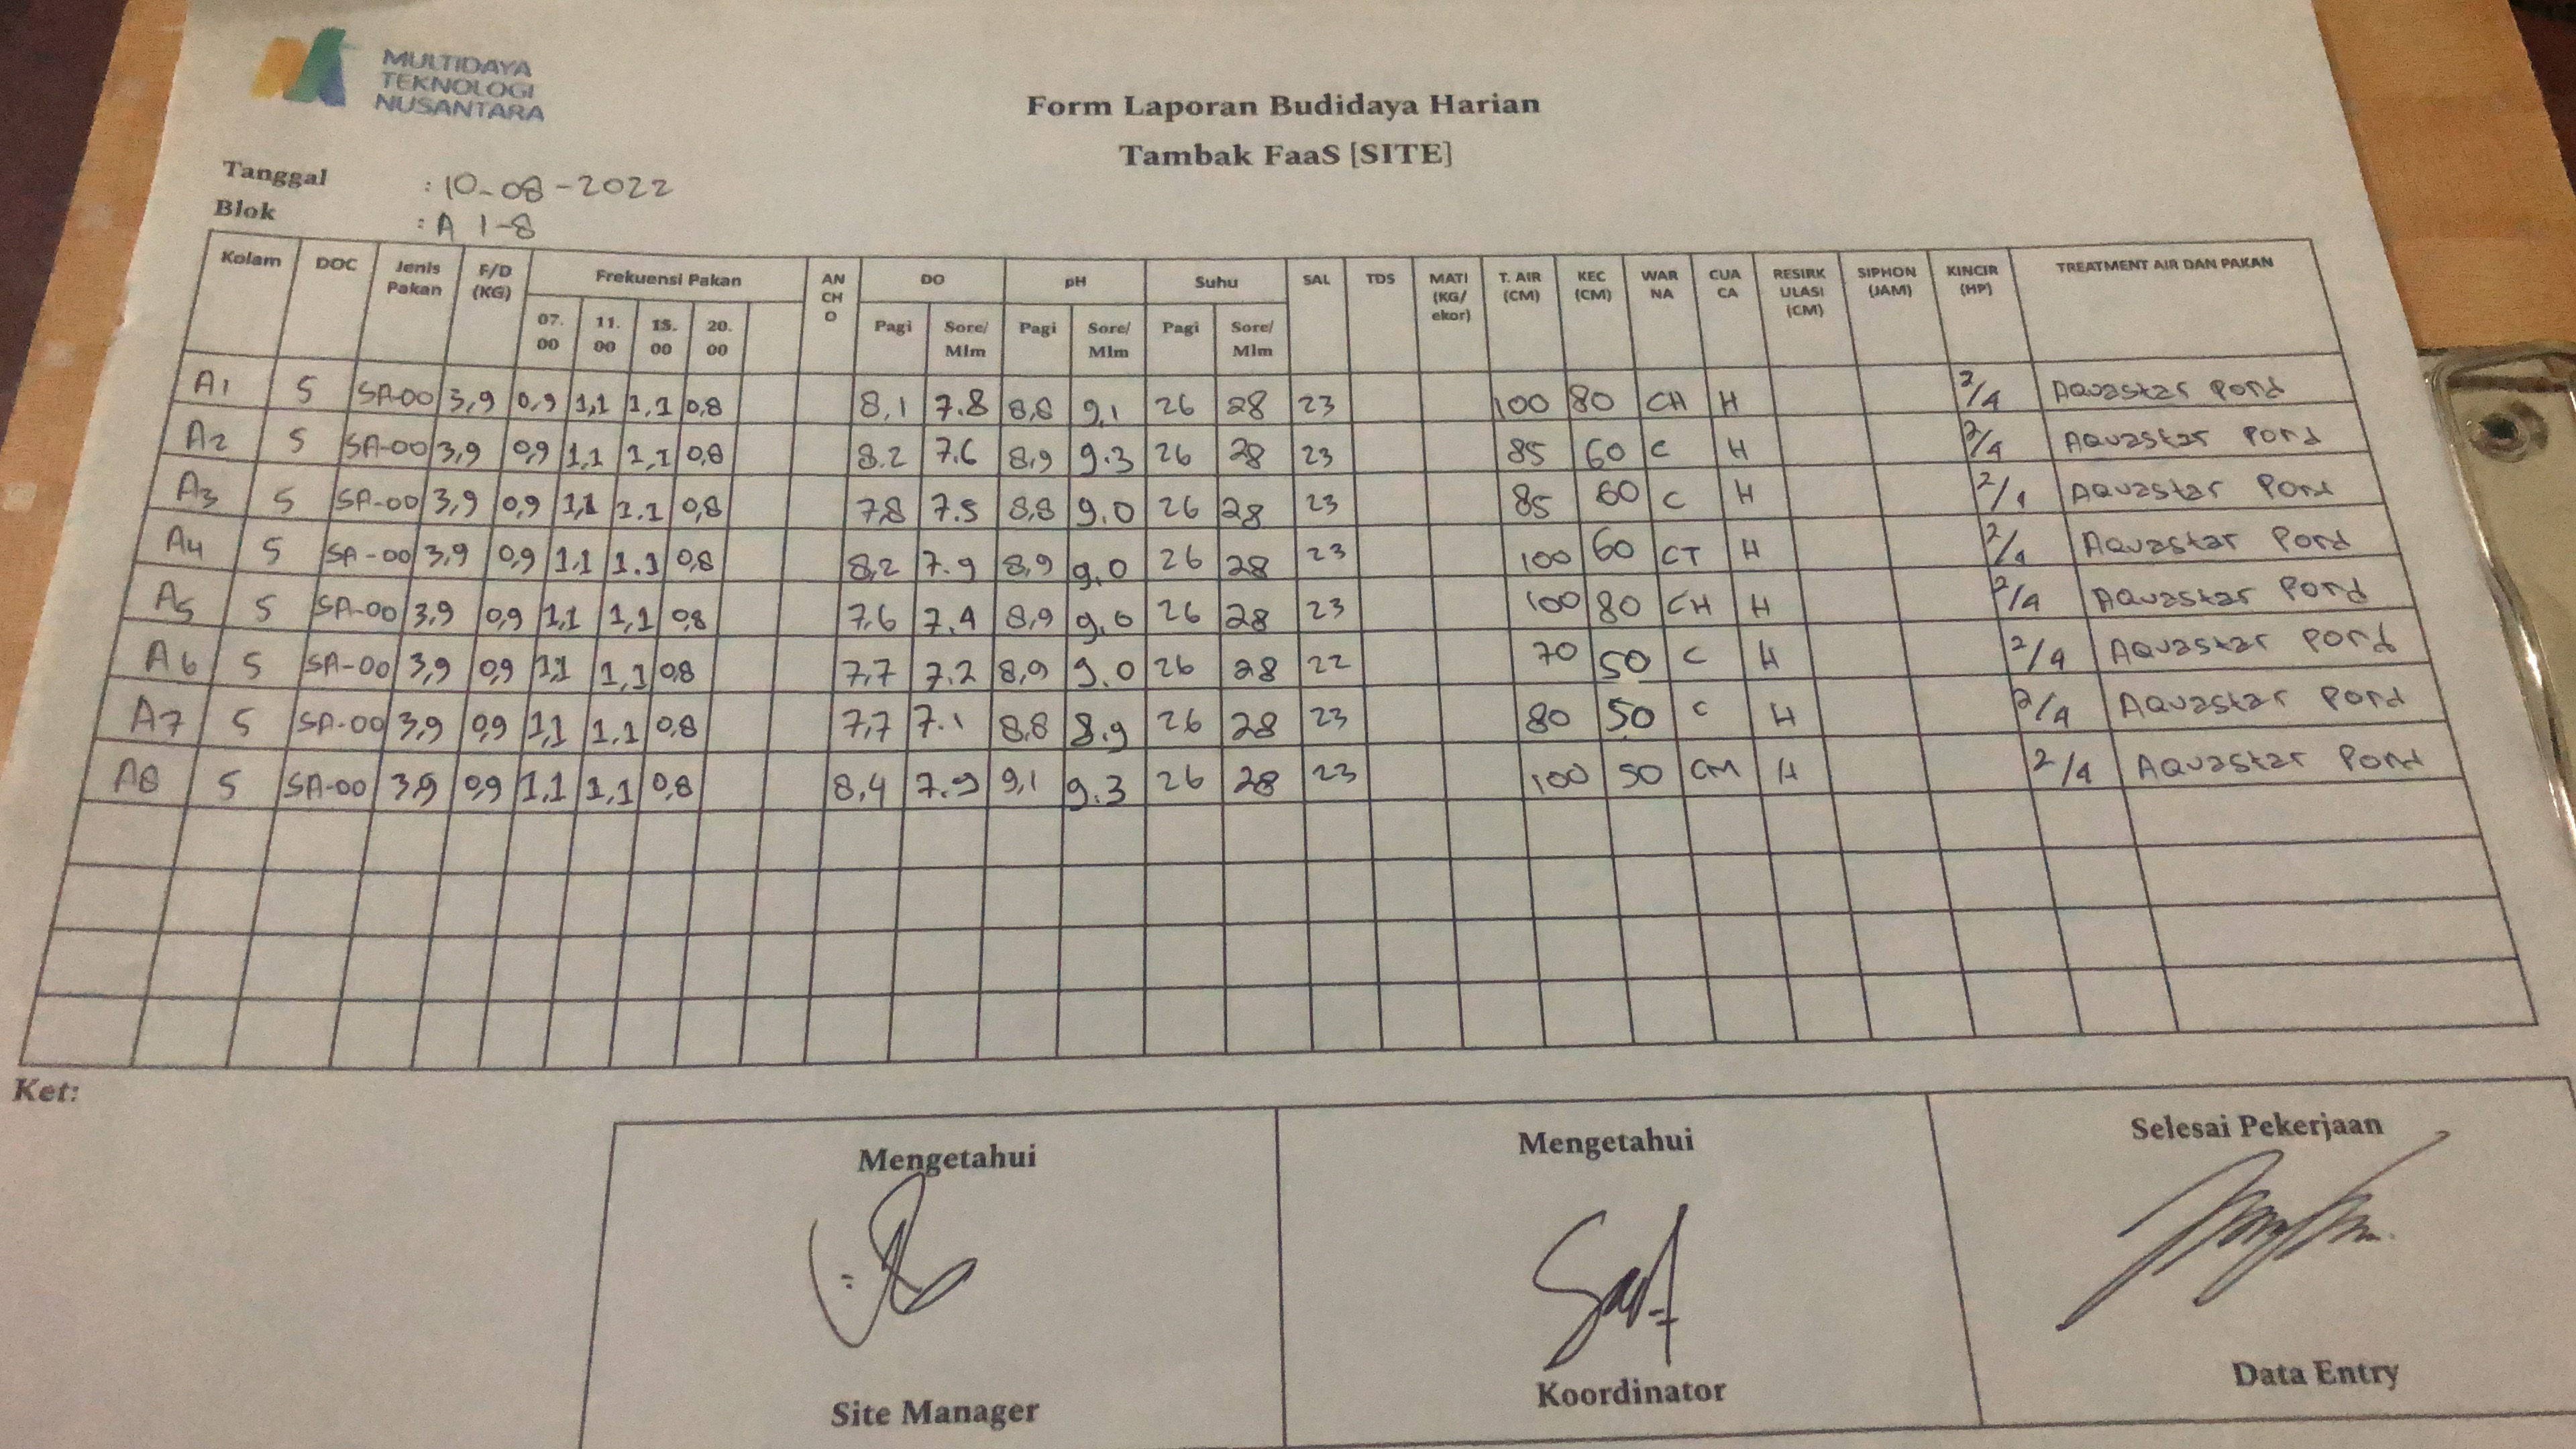 MULTIDAYA
TEKNOLOGI
NUSANTARA
Form Laporan Budidaya Harian
Tambak FaaS [SITE]
Tanggal : 10-08-2022
Blok : A 1-8
Kolam DOC Jenis Pakan F/D (KG) Frekuensi Pakan 07.00 11.00 15.00 20.00 ANCHO DO Pagi Sore/Mlm pH Pagi Sore/Mlm Suhu Pagi Sore/Mlm SAL TDS MATI (KG/ekor) T. AIR (CM) KEC (CM) WARNA CUACA RESIRKULASI (CM) SIPHON (JAM) KINCIR (HP) TREATMENT AIR DAN PAKAN
A1 5 SA-00 3,9 0,9 1,1 1,1 0,8 8,1 7.8 8,8 9,1 26 28 23 100 80 CH H 2/4 Aquastar Pond
A2 5 SA-00 3,9 0,9 1,1 1,1 0,8 8.2 7.6 8,9 9.3 26 28 23 85 60 C H 2/4 Aquastar Pond
A3 5 SA-00 3,9 0,9 1,1 1.1 0,8 7.8 7.5 8,8 9.0 26 28 23 85 60 C H 2/4 Aquastar Pond
A4 5 SA-00 3,9 0,9 1,1 1.1 0,8 8,2 7.9 8,9 9.0 26 28 23 100 60 CT H 2/4 Aquastar Pond
A5 5 SA-00 3,9 0,9 1,1 1,1 0,8 7,6 7.4 8,9 9,0 26 28 23 100 80 CH H 2/4 Aquastar Pond
A6 5 SA-00 3,9 0,9 1,1 1,1 0,8 7,7 7.2 8,9 9.0 26 28 22 70 50 C H 2/4 Aquastar Pond
A7 5 SA-00 3,9 0,9 1,1 1,1 0,8 7,7 7.1 8,8 8.9 26 28 23 80 50 C H 2/4 Aquastar Pond
A8 5 SA-00 3,9 0,9 1,1 1,1 0,8 8,4 7.9 9,1 9.3 26 28 23 100 50 CM H 2/4 Aquastar Pond
Ket:
Mengetahui Mengetahui Selesai Pekerjaan
Site Manager Koordinator Data Entry